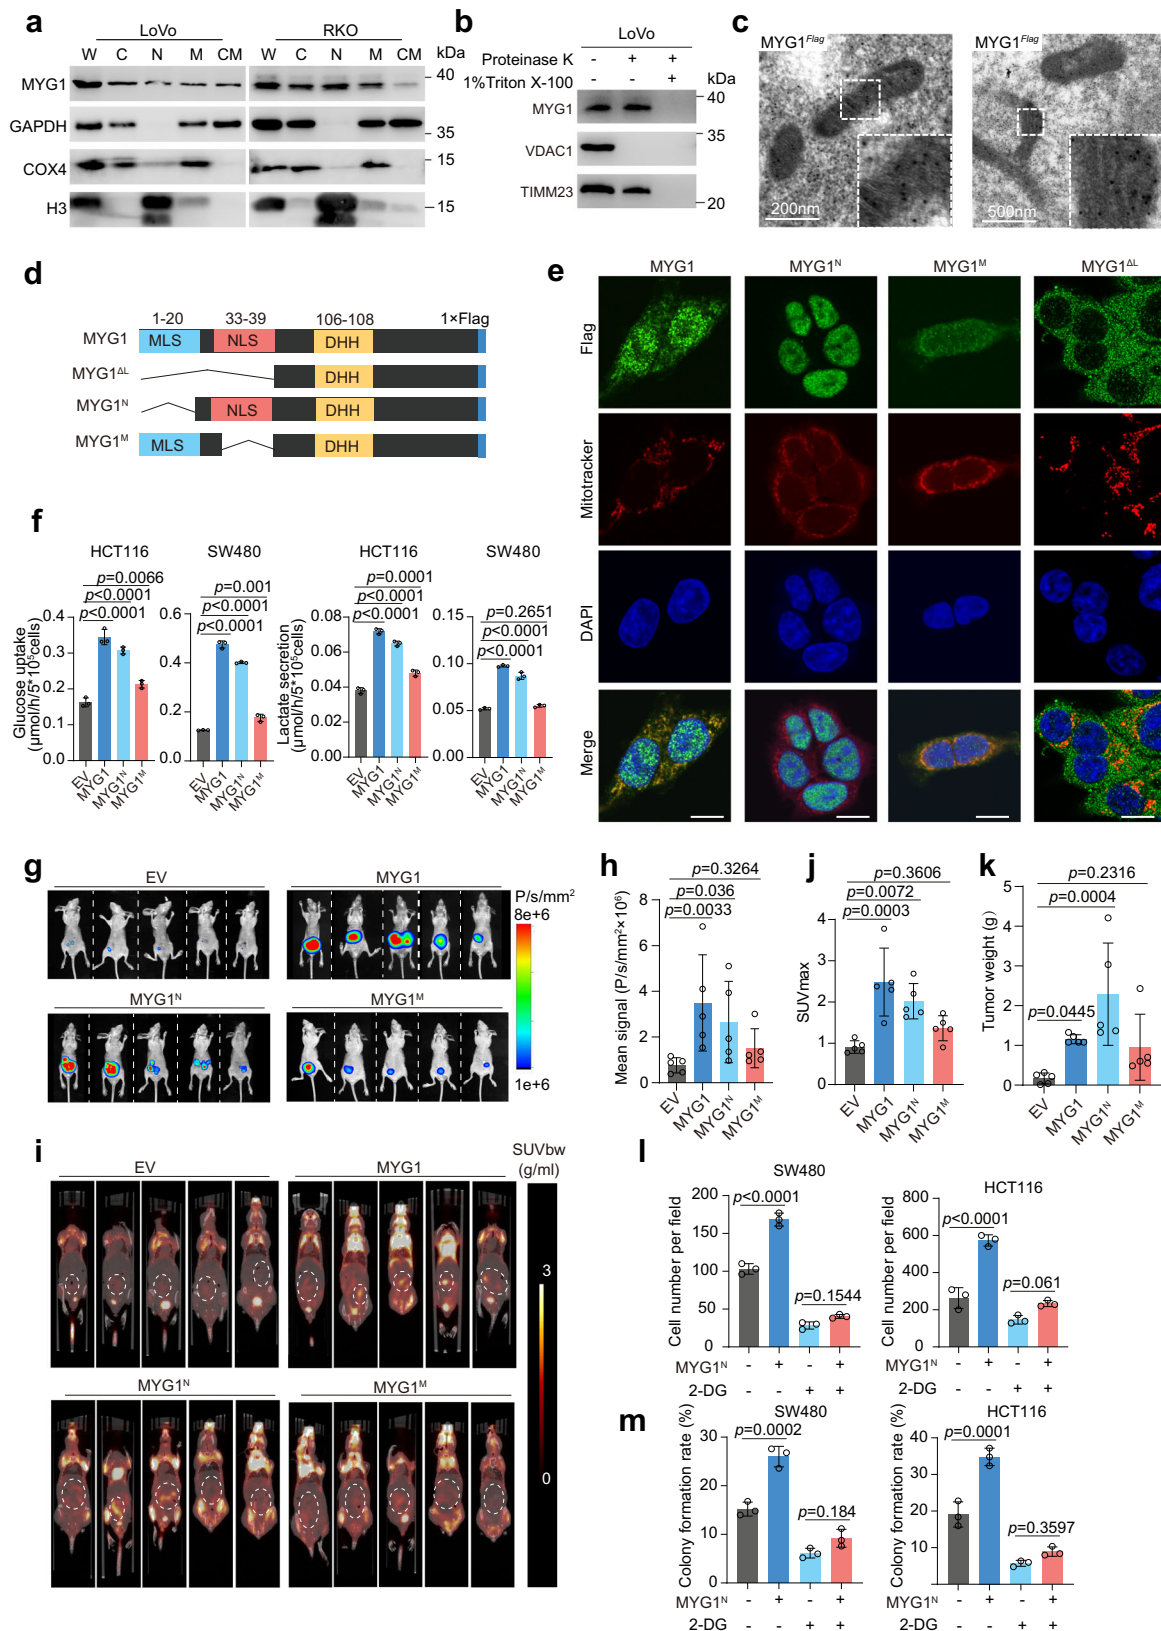 a
LoVo
RKO
W C N M CM W C N M CM kDa
MYG1
40
GAPDH
35
COX4
15
H3
15
b
LoVo
Proteinase K - + +
1%Triton X-100 - - + kDa
MYG1
40
35
VDAC1
TIMM23
20
c
MYG1Flag
200nm
MYG1Flag
500nm
d
1-20 33-39 106-108 1×Flag
MYG1 MLS NLS DHH
MYG1ΔL DHH
MYG1N NLS DHH
MYG1M MLS DHH
e
MYG1 MYG1N MYG1M MYG1ΔL
Flag
Mitotracker
DAPI
Merge
f
HCT116
p=0.0066
p<0.0001
p<0.0001
Glucose uptake
(μmol/h/5*10⁵cells)
0.4
0.3
0.2
0.1
0.0
EV
MYG1
MYG1N
MYG1M
SW480
p=0.001
p<0.0001
p<0.0001
0.6
0.4
0.2
0.0
HCT116
p=0.0001
p<0.0001
p<0.0001
Lactate secretion
(μmol/h/5*10⁵cells)
0.08
0.06
0.04
0.02
0.00
EV
MYG1
MYG1N
MYG1M
SW480
p=0.2651
p<0.0001
p<0.0001
0.15
0.10
0.05
0.00
g
EV
MYG1
P/s/mm²
8e+6
MYG1N
MYG1M
1e+6
h
p=0.3264
p=0.036
p=0.0033
Mean siganl (P/s/mm²×10⁶)
8
6
4
2
0
EV
MYG1
MYG1N
MYG1M
j
p=0.3606
p=0.0072
p=0.0003
SUVmax
4
3
2
1
0
EV
MYG1
MYG1N
MYG1M
k
p=0.2316
p=0.0004
p=0.0445
Tumor weight (g)
5
4
3
2
1
0
EV
MYG1
MYG1N
MYG1M
i
EV
MYG1
SUVbw
(g/ml)
3
0
MYG1N
MYG1M
l
SW480
p<0.0001
p=0.1544
Cell number per field
200
150
100
50
0
MYG1N - + - +
2-DG - - + +
HCT116
p<0.0001
p=0.061
Cell number per field
800
600
400
200
0
- + - +
- - + +
m
SW480
p=0.0002
p=0.184
Colony formation rate (%)
30
20
10
0
MYG1N - + - +
2-DG - - + +
HCT116
p=0.0001
p=0.3597
Colony formation rate (%)
40
30
20
10
0
- + - +
- - + +